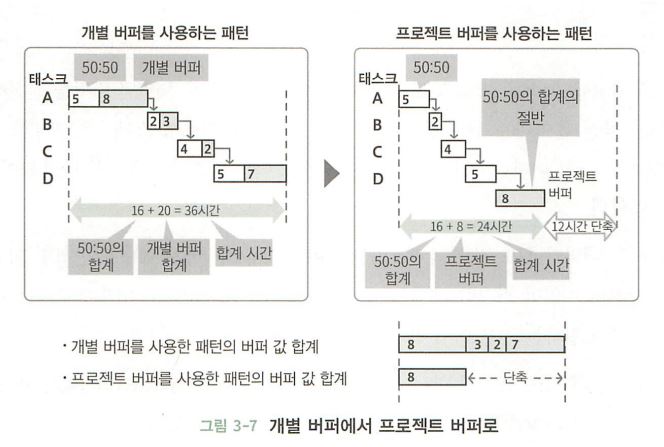 개별 버퍼를 사용하는 패턴
태스크
50:50
개별 버퍼
A
5
8
B
2
3
C
4
2
D
5
7
16 + 20 = 36시간
50:50의
합계
개별 버퍼
합계
합계 시간
프로젝트 버퍼를 사용하는 패턴
태스크
50:50
50:50의 합계의
절반
A
5
B
2
C
4
D
5
8
프로젝트
버퍼
16 + 8 = 24시간
12시간 단축
50:50의
합계
프로젝트
버퍼
합계 시간
· 개별 버퍼를 사용한 패턴의 버퍼 값 합계
8 3 2 7
· 프로젝트 버퍼를 사용한 패턴의 버퍼 값 합계
8
단축
그림 3-7 개별 버퍼에서 프로젝트 버퍼로